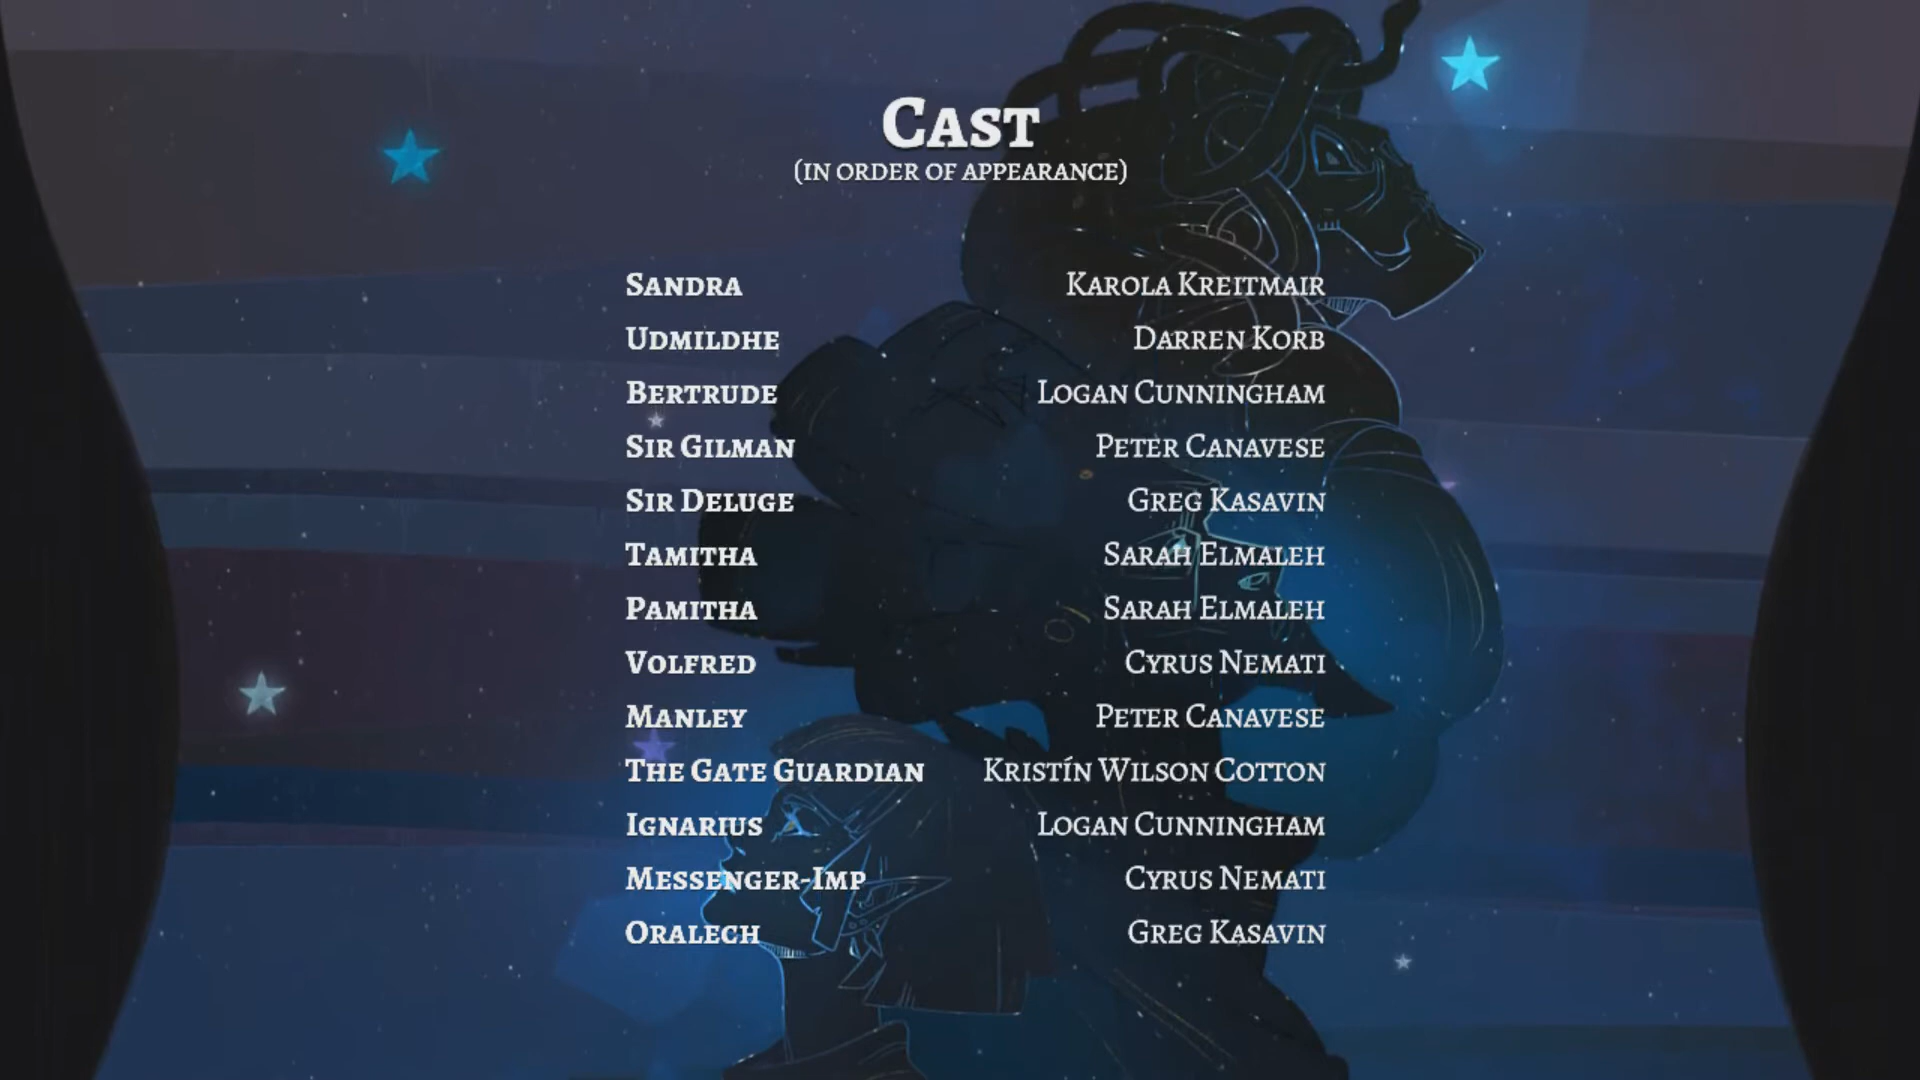 CAST
(IN ORDER OF APPEARANCE)
SANDRA KAROLA KREITMAIR
UDMILDHE DARREN KORB
BERTRUDE LOGAN CUNNINGHAM
SIR GILMAN PETER CANAVESE
SIR DELUGE GREG KASAVIN
TAMITHA SARAH ELMALEH
PAMITHA SARAH ELMALEH
VOLFRED CYRUS NEMATI
MANLEY PETER CANAVESE
THE GATE GUARDIAN KRISTÍN WILSON COTTON
IGNARIUS LOGAN CUNNINGHAM
MESSENGER-IMP CYRUS NEMATI
ORALECH GREG KASAVIN